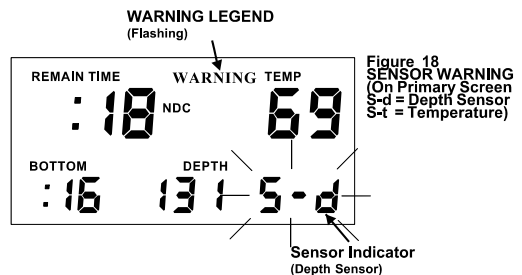 WARNING LEGEND
(Flashing)
REMAIN TIME WARNING TEMP
:18 NDC 69
BOTTOM DEPTH
:16 131 S-d
Figure 18
SENSOR WARNING
(On Primary Screen
S-d = Depth Sensor
S-t = Temperature)
Sensor Indicator
(Depth Sensor)